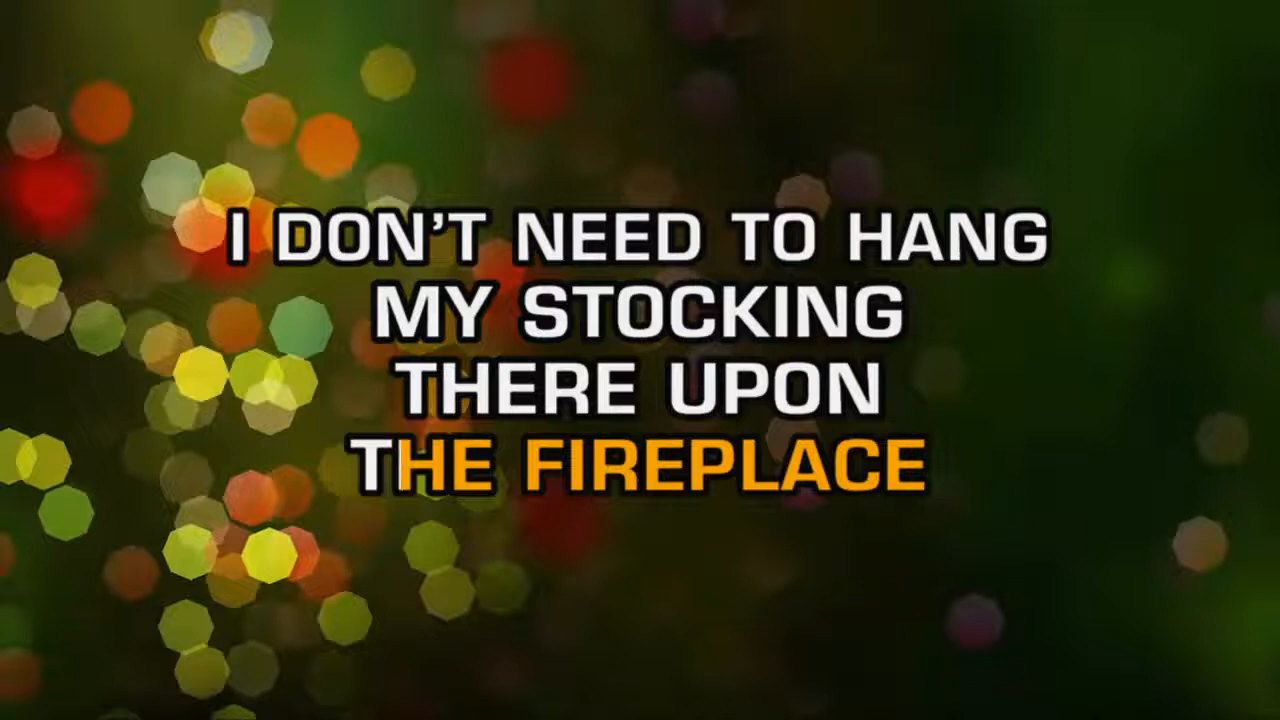 I DON'T NEED TO HANG
MY STOCKING
THERE UPON
THE FIREPLACE